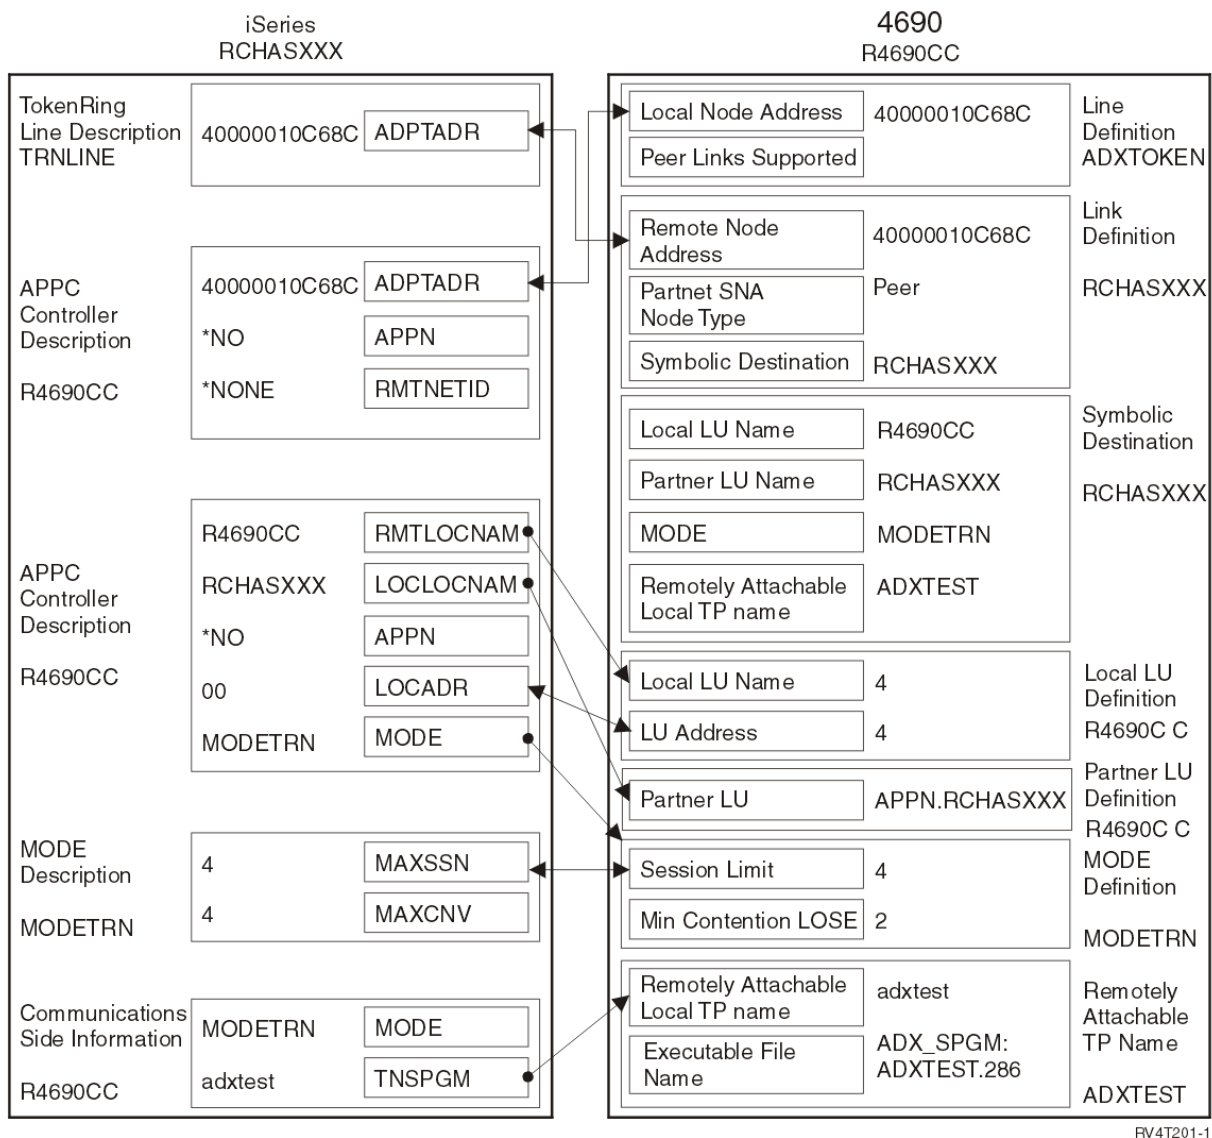 iSeries
RCHASXXX
TokenRing
Line Description
TRNLINE
40000010C68C
ADPTADR
APPC
Controller
Description
R4690CC
40000010C68C
ADPTADR
*NO
APPN
*NONE
RMTNETID
APPC
Controller
Description
R4690CC
R4690CC
RMTLOCNAM
RCHASXXX
LOCLOCNAM
*NO
APPN
00
LOCADR
MODETRN
MODE
MODE
Description
MODETRN
4
MAXSSN
4
MAXCNV
Communications
Side Information
R4690CC
MODETRN
MODE
adxtest
TNSPGM
4690
R4690CC
Local Node Address
40000010C68C
Peer Links Supported
Line
Definition
ADXTOKEN
Remote Node
Address
40000010C68C
Partnet SNA
Node Type
Peer
Symbolic Destination
RCHASXXX
Link
Definition
RCHASXXX
Local LU Name
R4690CC
Partner LU Name
RCHASXXX
MODE
MODETRN
Remotely Attachable
Local TP name
ADXTEST
Symbolic
Destination
RCHASXXX
Local LU Name
4
LU Address
4
Local LU
Definition
R4690C C
Partner LU
APPN.RCHASXXX
Partner LU
Definition
R4690C C
Session Limit
4
Min Contention LOSE
2
MODE
Definition
MODETRN
Remotely Attachable
Local TP name
adxtest
Executable File
Name
ADX_SPGM:
ADXTEST.286
Remotely
Attachable
TP Name
ADXTEST
RV4T201-1